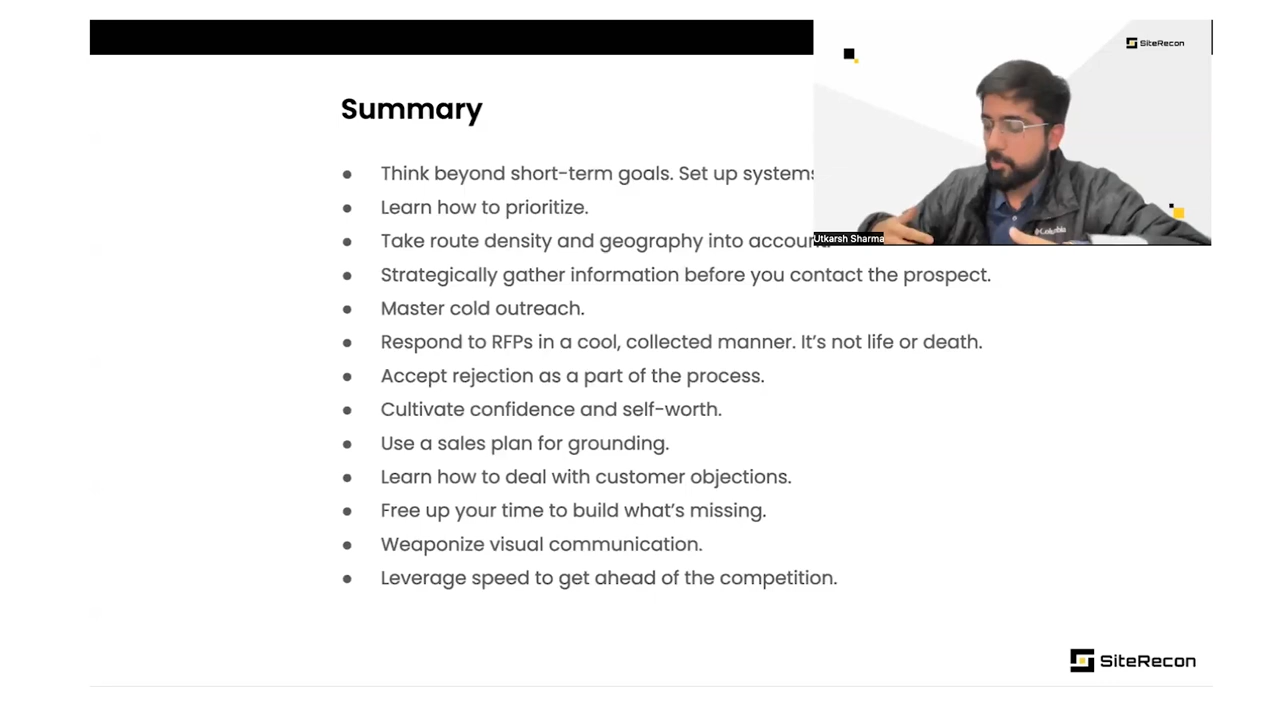 SiteRecon
Summary
● Think beyond short-term goals. Set up systems
● Learn how to prioritize.
● Take route density and geography into account
● Strategically gather information before you contact the prospect.
● Master cold outreach.
● Respond to RFPs in a cool, collected manner. It's not life or death.
● Accept rejection as a part of the process.
● Cultivate confidence and self-worth.
● Use a sales plan for grounding.
● Learn how to deal with customer objections.
● Free up your time to build what's missing.
● Weaponize visual communication.
● Leverage speed to get ahead of the competition.
Columbia
Utkarsh Sharma
SiteRecon